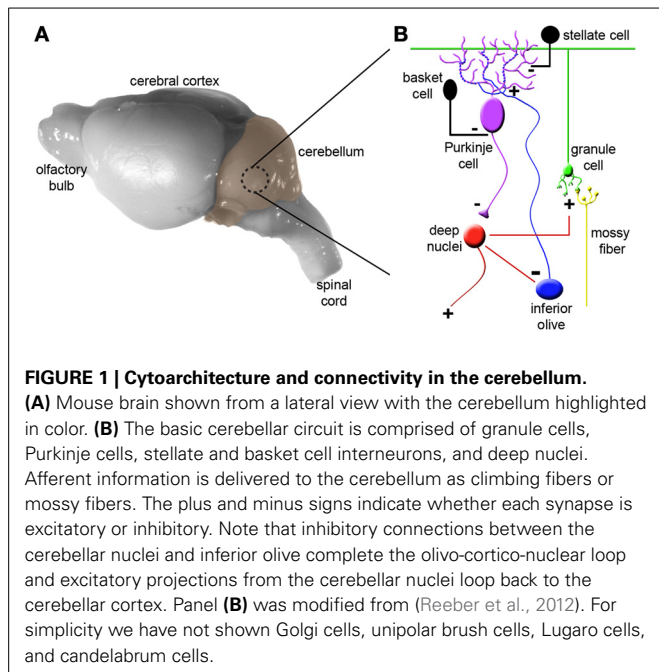 A
B
stellate cell
cerebral cortex
basket
cell
cerebellum
olfactory
bulb
Purkinje
cell
granule
cell
deep
nuclei
mossy
fiber
spinal
cord
inferior
olive
-
+
-
-
+
-
+
FIGURE 1 | Cytoarchitecture and connectivity in the cerebellum.
(A) Mouse brain shown from a lateral view with the cerebellum highlighted
in color. (B) The basic cerebellar circuit is comprised of granule cells,
Purkinje cells, stellate and basket cell interneurons, and deep nuclei.
Afferent information is delivered to the cerebellum as climbing fibers or
mossy fibers. The plus and minus signs indicate whether each synapse is
excitatory or inhibitory. Note that inhibitory connections between the
cerebellar nuclei and inferior olive complete the olivo-cortico-nuclear loop
and excitatory projections from the cerebellar nuclei loop back to the
cerebellar cortex. Panel (B) was modified from (Reeber et al., 2012). For
simplicity we have not shown Golgi cells, unipolar brush cells, Lugaro cells,
and candelabrum cells.